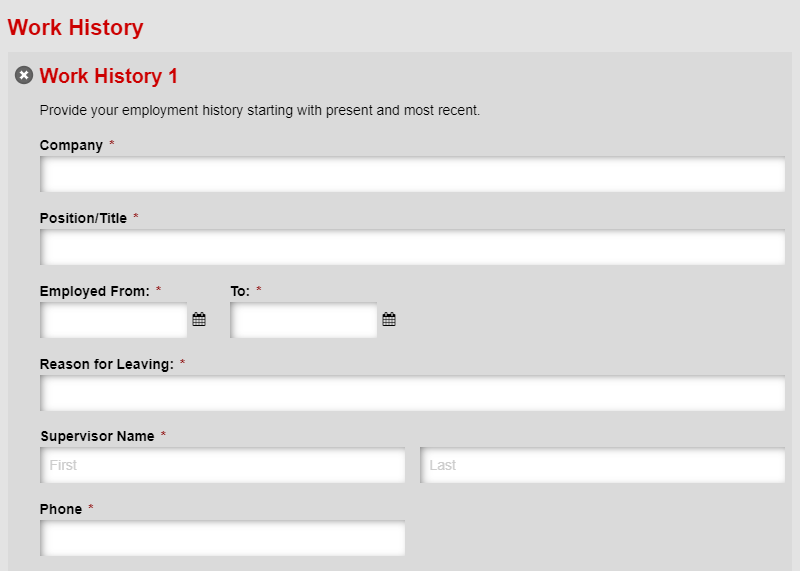 Work History
Work History 1
Provide your employment history starting with present and most recent.
Company *
Position/Title *
Employed From: * To: *
Reason for Leaving: *
Supervisor Name *
First Last
Phone *